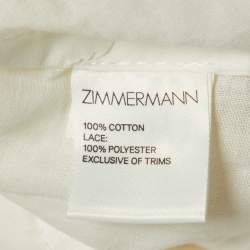 ZIMMERMANN
100% COTTON
LACE:
100% POLYESTER
EXCLUSIVE OF TRIMS